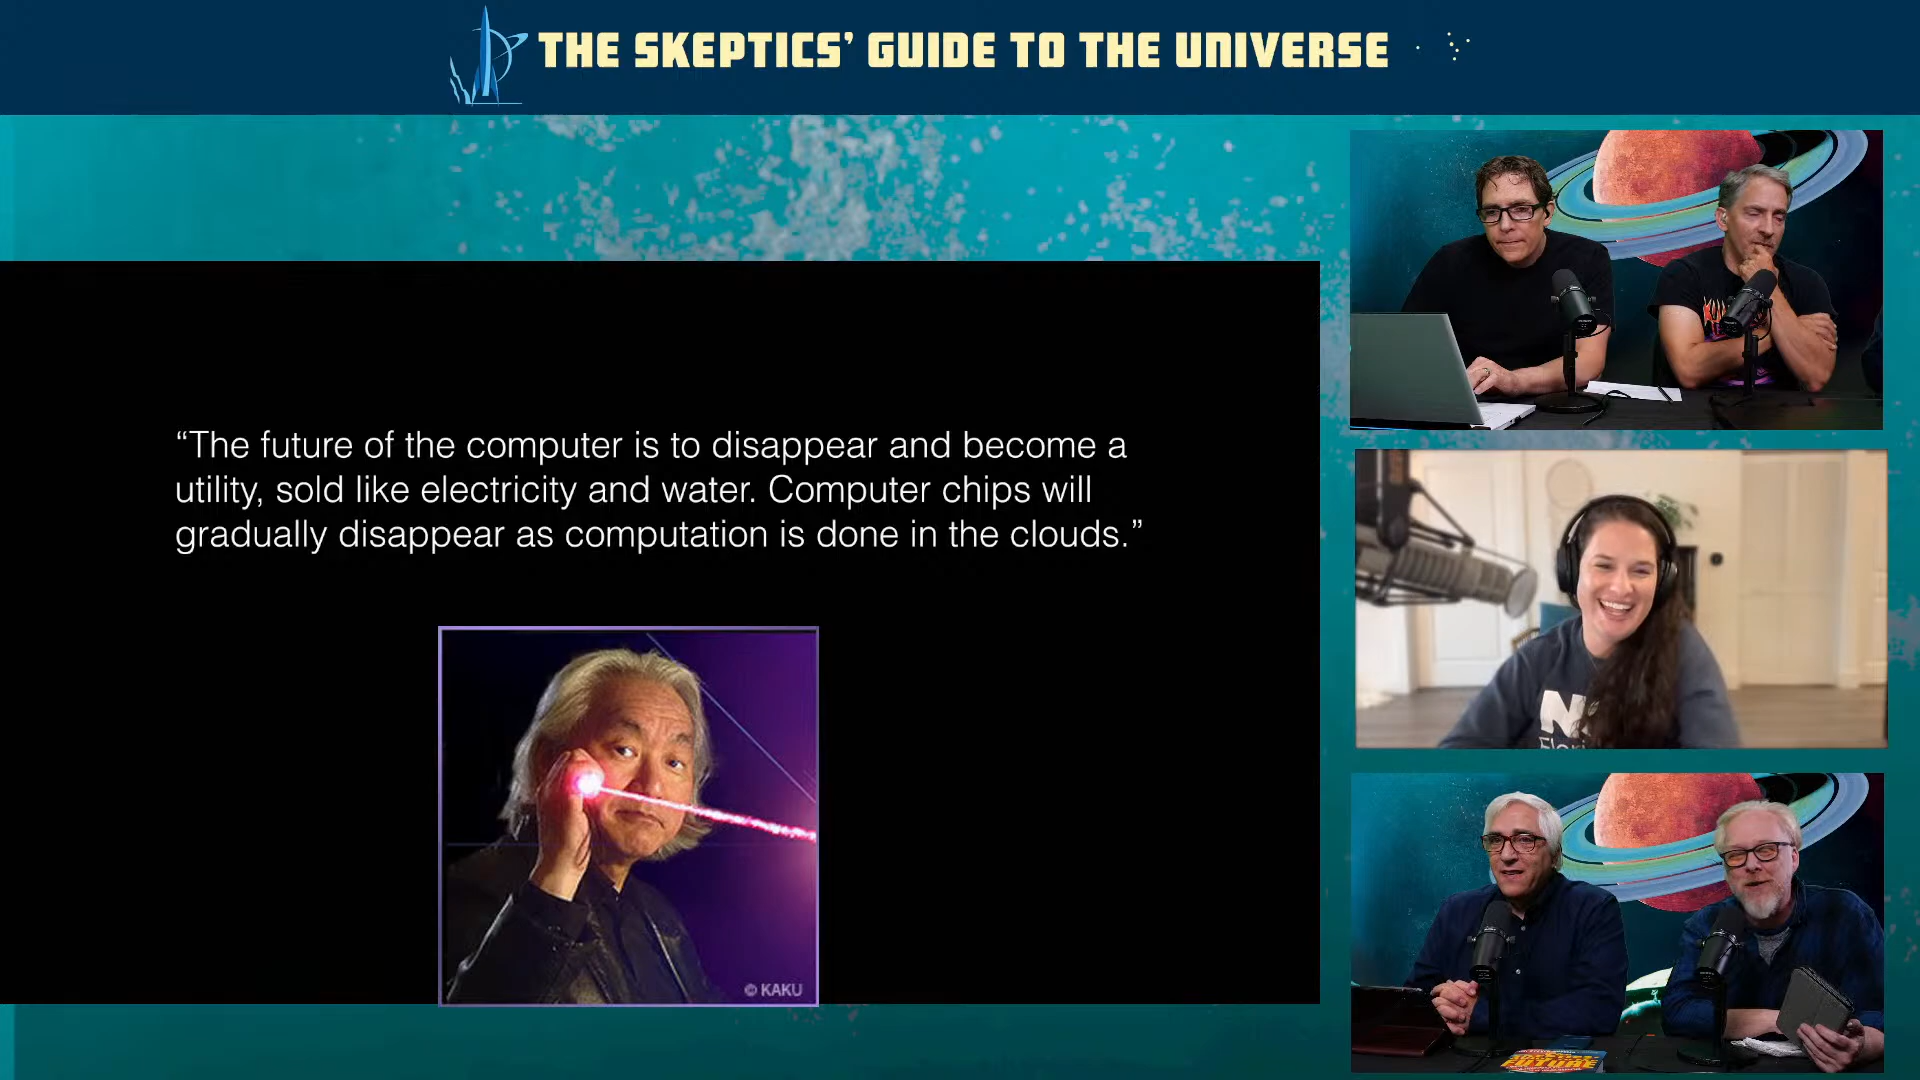 THE SKEPTICS’ GUIDE TO THE UNIVERSE
“The future of the computer is to disappear and become a
utility, sold like electricity and water. Computer chips will
gradually disappear as computation is done in the clouds.”
© KAKU
FUTURE